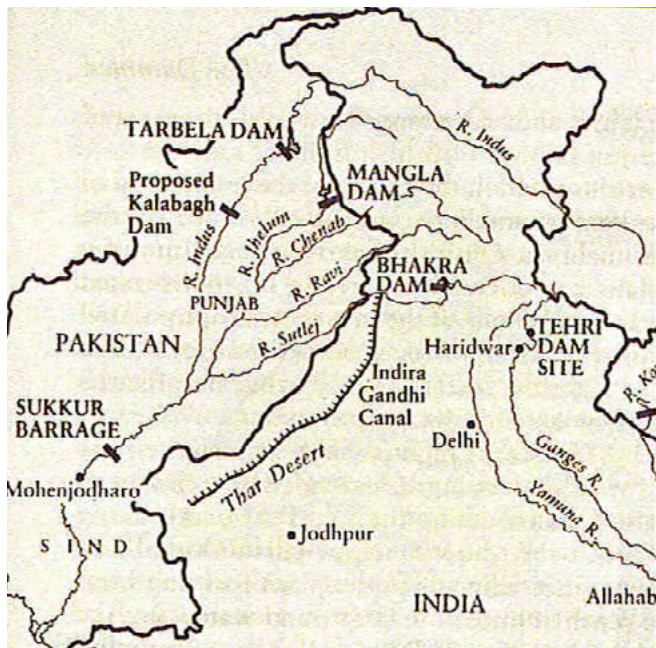 R. Indus
TARBELA DAM
Proposed
Kalabagh
Dam
MANGLA
DAM
Indus
R. Jhelum
R. Chenab
PUNJAB
R. Ravi
BHAKRA
DAM
R. Sutlej
PAKISTAN
TEHRI
DAM
SITE
Haridwar
Indira
Gandhi
Canal
SUKKUR
BARRAGE
Delhi
Ganges R.
Thar Desert
Yamuna R.
Mohenjodharo
SIND
Jodhpur
INDIA
Allahabad